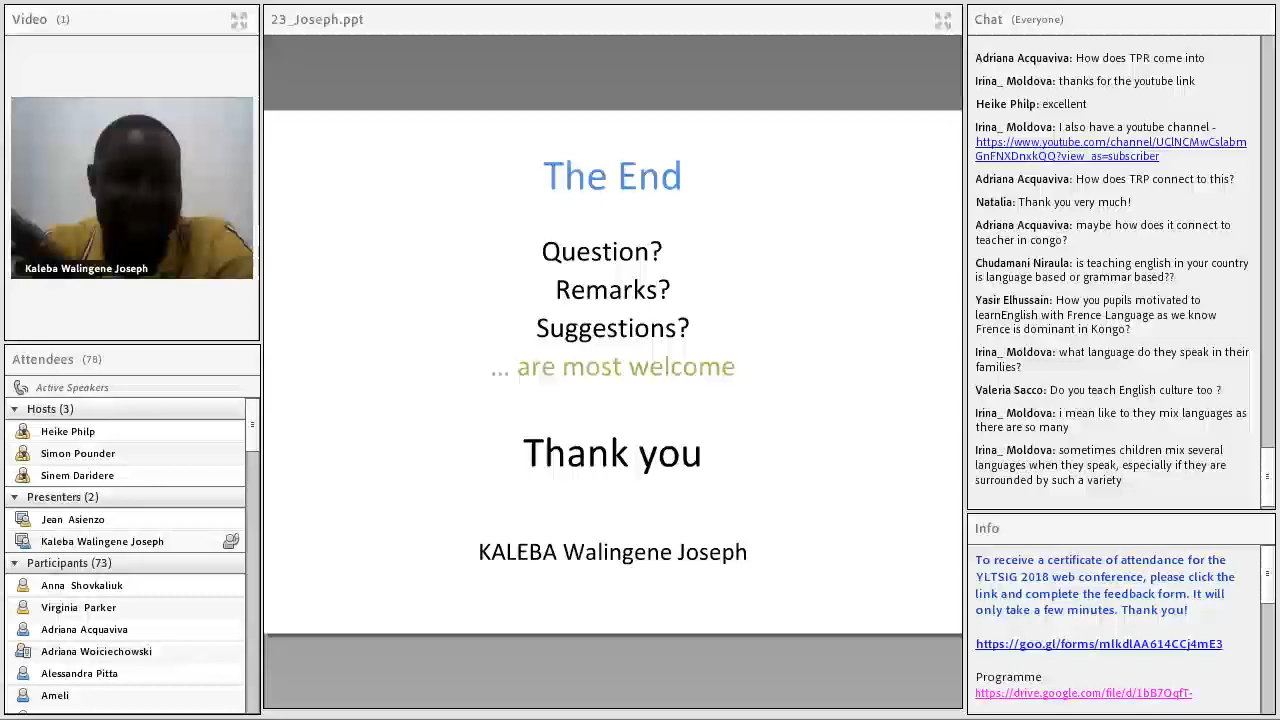 Video (1)
Kaleba Walingene Joseph
Attendees (78)
Active Speakers
Hosts (3)
Heike Philp
Simon Pounder
Sinem Daridere
Presenters (2)
Jean Asienzo
Kaleba Walingene Joseph
Participants (73)
Anna Shovkaliuk
Virginia Parker
Adriana Acquaviva
Adriana Woiciechowski
Alessandra Pitta
Ameli
23_Joseph.ppt
The End
Question?
Remarks?
Suggestions?
... are most welcome
Thank you
KALEBA Walingene Joseph
Chat (Everyone)
Adriana Acquaviva: How does TPR come into
Irina_ Moldova: thanks for the youtube link
Heike Philp: excellent
Irina_ Moldova: I also have a youtube channel -
https://www.youtube.com/channel/UClNCMwCslabm
GnFNXDnxkQQ?view_as=subscriber
Adriana Acquaviva: How does TRP connect to this?
Natalia: Thank you very much!
Adriana Acquaviva: maybe how does it connect to
teacher in congo?
Chudamani Niraula: is teaching english in your country
is language based or grammar based??
Yasir Elhussain: How you pupils motivated to
learnEnglish with Frence Language as we know
Frence is dominant in Kongo?
Irina_ Moldova: what language do they speak in their
families?
Valeria Sacco: Do you teach English culture too ?
Irina_ Moldova: i mean like to they mix languages as
there are so many
Irina_ Moldova: sometimes children mix several
languages when they speak, especially if they are
surrounded by such a variety
Info
To receive a certificate of attendance for the
YLTSIG 2018 web conference, please click the
link and complete the feedback form. It will
only take a few minutes. Thank you!
https://goo.gl/forms/mlkdlAA614CCj4mE3
Programme
https://drive.google.com/file/d/1bB7OqfT-